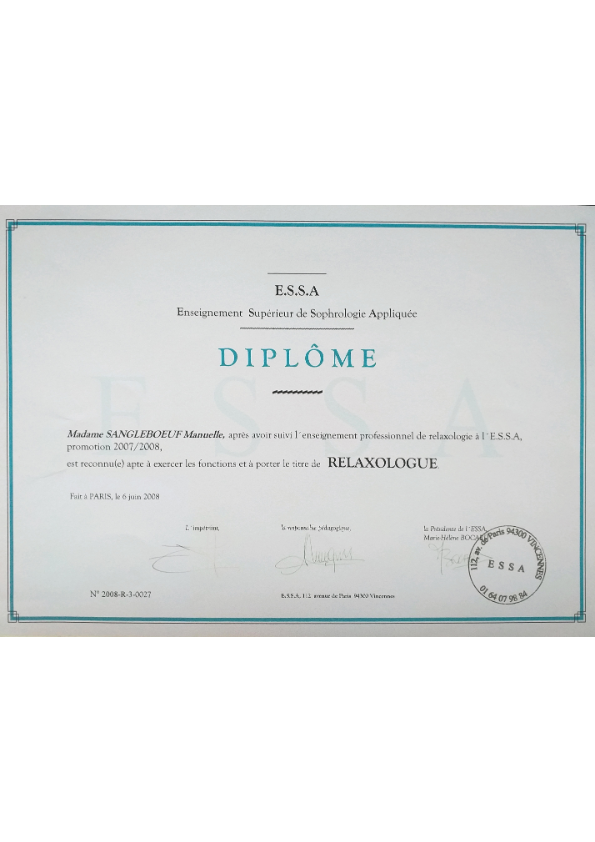 E.S.S.A
Enseignement Supérieur de Sophrologie Appliquée
DIPLÔME
E S S A
Madame SANGLEBOEUF Manuelle, après avoir suivi l'enseignement professionnel de relaxologie à l'E.S.S.A,
promotion 2007/2008,
est reconnu(e) apte à exercer les fonctions et à porter le titre de RELAXOLOGUE
Fait à PARIS, le 6 juin 2008
L'impétrant, le responsable pédagogique, la Présidente de l'ESSA,
Marie-Hélène
112, av. de Paris 94300 VINCENNES
E S S A
01 64 07 98 84
N° 2008-R-3-0027
E.S.S.A, 112, avenue de Paris 94300 Vincennes